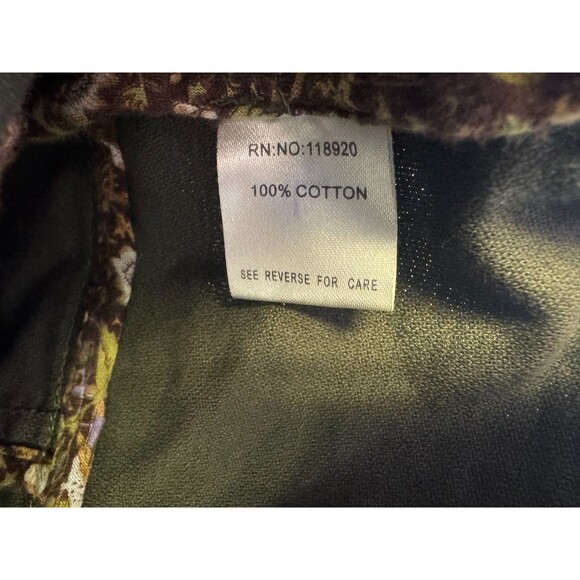 RN:NO:118920
100% COTTON
SEE REVERSE FOR CARE